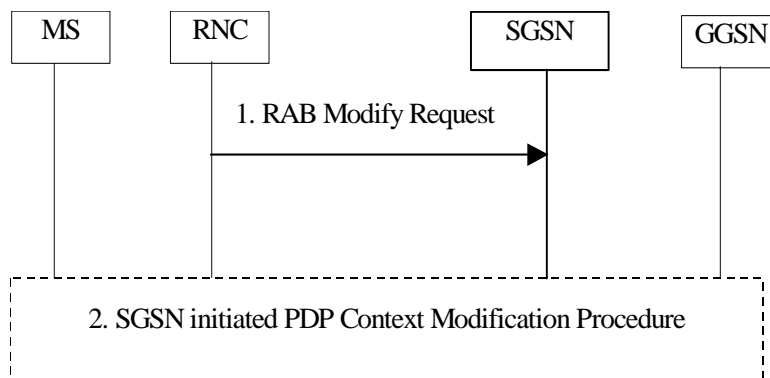 MS RNC SGSN GGSN
1. RAB Modify Request
2. SGSN initiated PDP Context Modification Procedure